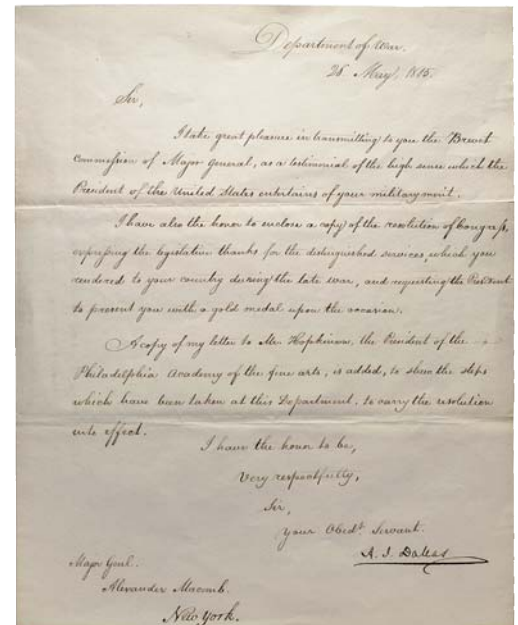 Department of War.
26 May, 1815.
Sir,
I take great pleasure in transmitting to you the Brevet
Commission of Major General, as a testimonial of the high sense which the
President of the United States entertains of your military merit.
I have also the honor to enclose a copy of the resolution of Congress,
expressing the legislative thanks for the distinguished services, which you
rendered to your country during the late war, and requesting the President
to present you with a gold medal upon the occasion.
A copy of my letter to Mr. Hopkinson, the President of the
Philadelphia Academy of the fine arts, is added, to shew the steps
which have been taken at this Department, to carry the resolution
into effect.
I have the honor to be,
Very respectfully,
Sir,
your Obedt. Servant.
A. J. Dallas
Major Genl.
Alexander Macomb.
New York.